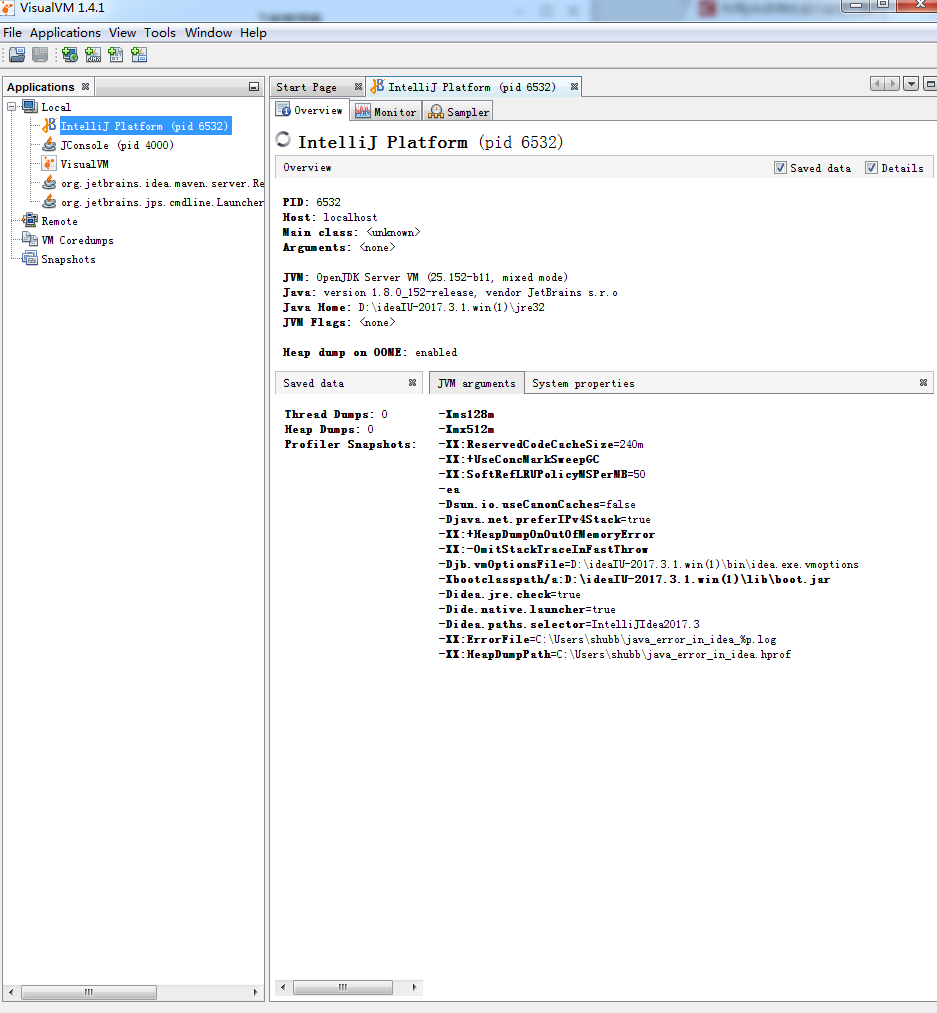 VisualVM 1.4.1
File Applications View Tools Window Help
Applications
Local
IntelliJ Platform (pid 6532)
JConsole (pid 4000)
VisualVM
org.jetbrains.idea.maven.server.Re
org.jetbrains.jps.cmdline.Launcher
Remote
VM Coredumps
Snapshots
Start Page
IntelliJ Platform (pid 6532)
Overview Monitor Sampler
IntelliJ Platform (pid 6532)
Overview
Saved data Details
PID: 6532
Host: localhost
Main class: <unknown>
Arguments: <none>
JVM: OpenJDK Server VM (25.152-b11, mixed mode)
Java: version 1.8.0_152-release, vendor JetBrains s.r.o
Java Home: D:\ideaIU-2017.3.1.win(1)\jre32
JVM Flags: <none>
Heap dump on OOME: enabled
Saved data
Thread Dumps: 0
Heap Dumps: 0
Profiler Snapshots:
JVM arguments System properties
-Xms128m
-Xmx512m
-XX:ReservedCodeCacheSize=240m
-XX:+UseConcMarkSweepGC
-XX:SoftRefLRUPolicyMSPerMB=50
-ea
-Dsun.io.useCanonCaches=false
-Djava.net.preferIPv4Stack=true
-XX:+HeapDumpOnOutOfMemoryError
-XX:-OmitStackTraceInFastThrow
-Djb.vmOptionsFile=D:\ideaIU-2017.3.1.win(1)\bin\idea.exe.vmoptions
-Xbootclasspath/a:D:\ideaIU-2017.3.1.win(1)\lib\boot.jar
-Didea.jre.check=true
-Dide.native.launcher=true
-Didea.paths.selector=IntelliJIdea2017.3
-XX:ErrorFile=C:\Users\shubb\java_error_in_idea_%p.log
-XX:HeapDumpPath=C:\Users\shubb\java_error_in_idea.hprof